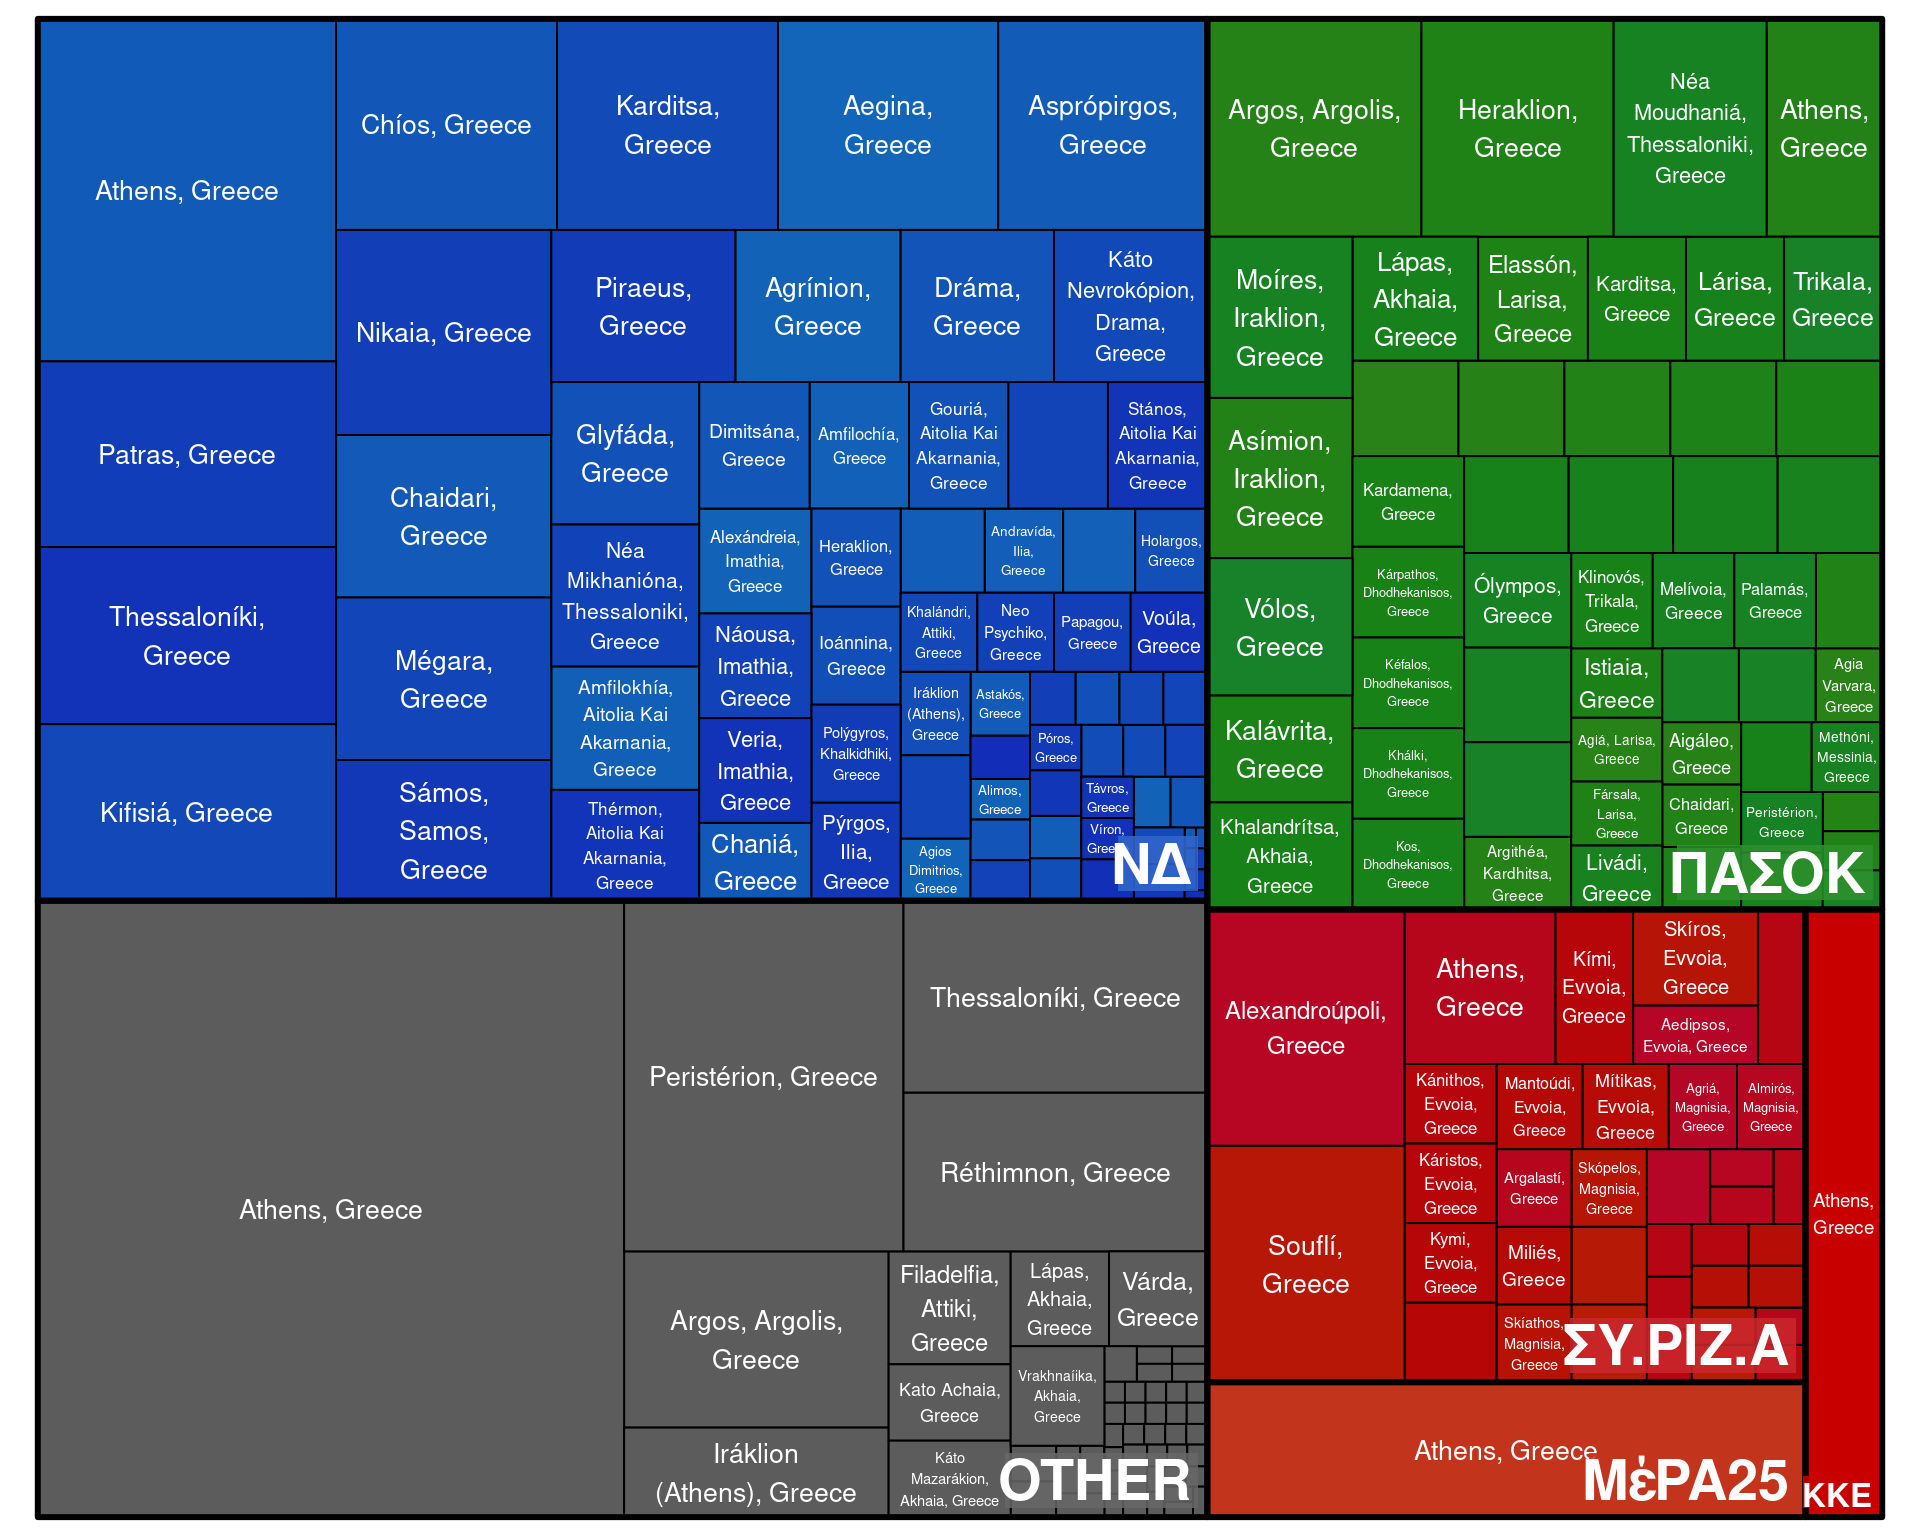 Athens, Greece
Patras, Greece
Thessaloníki,
Greece
Kifisiá, Greece
Chíos, Greece
Nikaia, Greece
Chaidari,
Greece
Mégara,
Greece
Sámos,
Samos,
Greece
Karditsa,
Greece
Aegina,
Greece
Asprópirgos,
Greece
Piraeus,
Greece
Agrínion,
Greece
Dráma,
Greece
Káto
Nevrokópion,
Drama,
Greece
Glyfáda,
Greece
Néa
Mikhanióna,
Thessaloniki,
Greece
Amfilokhía,
Aitolia Kai
Akarnania,
Greece
Thérmon,
Aitolia Kai
Akarnania,
Greece
Dimitsána,
Greece
Amfilochía,
Greece
Gouriá,
Aitolia Kai
Akarnania,
Greece
Stános,
Aitolia Kai
Akarnania,
Greece
Alexándreia,
Imathia,
Greece
Náousa,
Imathia,
Greece
Veria,
Imathia,
Greece
Chaniá,
Greece
Heraklion,
Greece
Ioánnina,
Greece
Polýgyros,
Khalkidhiki,
Greece
Pýrgos,
Ilia,
Greece
Andravída,
Ilia,
Greece
Holargos,
Greece
Khalándri,
Attiki,
Greece
Neo
Psychiko,
Greece
Papagou,
Greece
Voúla,
Greece
Iráklion
(Athens),
Greece
Astakós,
Greece
Póros,
Greece
Alimos,
Greece
Távros,
Greece
Víron,
Greece
Agios
Dimitrios,
Greece
ΝΔ
Argos, Argolis,
Greece
Heraklion,
Greece
Néa
Moudhaniá,
Thessaloniki,
Greece
Athens,
Greece
Moíres,
Iraklion,
Greece
Asímion,
Iraklion,
Greece
Vólos,
Greece
Kalávrita,
Greece
Khalandrítsa,
Akhaia,
Greece
Lápas,
Akhaia,
Greece
Elassón,
Larisa,
Greece
Karditsa,
Greece
Lárisa,
Greece
Trikala,
Greece
Kardamena,
Greece
Kárpathos,
Dhodhekanisos,
Greece
Kéfalos,
Dhodhekanisos,
Greece
Khálki,
Dhodhekanisos,
Greece
Kos,
Dhodhekanisos,
Greece
Ólympos,
Greece
Argithéa,
Kardhitsa,
Greece
Klinovós,
Trikala,
Greece
Melívoia,
Greece
Palamás,
Greece
Istiaia,
Greece
Agia
Varvara,
Greece
Agiá, Larisa,
Greece
Fársala,
Larisa,
Greece
Livádi,
Greece
Aigáleo,
Greece
Chaidari,
Greece
Methóni,
Messinia,
Greece
Peristérion,
Greece
ΠΑΣΟΚ
Athens, Greece
Peristérion, Greece
Thessaloníki, Greece
Réthimnon, Greece
Argos, Argolis,
Greece
Iráklion
(Athens), Greece
Filadelfia,
Attiki,
Greece
Kato Achaia,
Greece
Káto
Mazarákion,
Akhaia, Greece
Lápas,
Akhaia,
Greece
Várda,
Greece
Vrakhnaíika,
Akhaia,
Greece
OTHER
Alexandroúpoli,
Greece
Souflí,
Greece
Athens,
Greece
Kími,
Evvoia,
Greece
Skíros,
Evvoia,
Greece
Aedipsos,
Evvoia, Greece
Kánithos,
Evvoia,
Greece
Káristos,
Evvoia,
Greece
Kymi,
Evvoia,
Greece
Mantoúdi,
Evvoia,
Greece
Mítikas,
Evvoia,
Greece
Agriá,
Magnisia,
Greece
Almirós,
Magnisia,
Greece
Argalastí,
Greece
Skópelos,
Magnisia,
Greece
Miliés,
Greece
Skíathos,
Magnisia,
Greece
ΣΥ.ΡΙΖ.Α
Athens, Greece
ΜέΡΑ25
Athens,
Greece
KKE